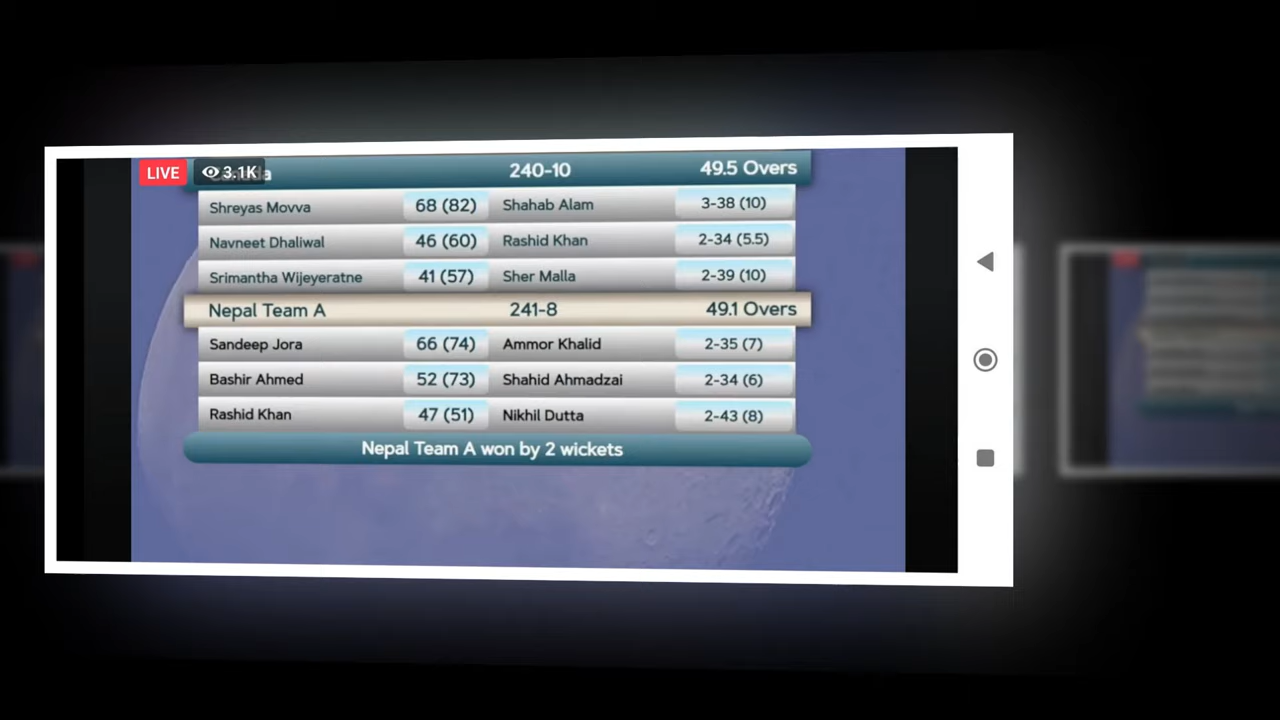 LIVE 3.1K 240-10 49.5 Overs
Shreyas Movva 68 (82) Shahab Alam 3-38 (10)
Navneet Dhaliwal 46 (60) Rashid Khan 2-34 (5.5)
Srimantha Wijeyeratne 41 (57) Sher Malla 2-39 (10)
Nepal Team A 241-8 49.1 Overs
Sandeep Jora 66 (74) Ammor Khalid 2-35 (7)
Bashir Ahmed 52 (73) Shahid Ahmadzai 2-34 (6)
Rashid Khan 47 (51) Nikhil Dutta 2-43 (8)
Nepal Team A won by 2 wickets